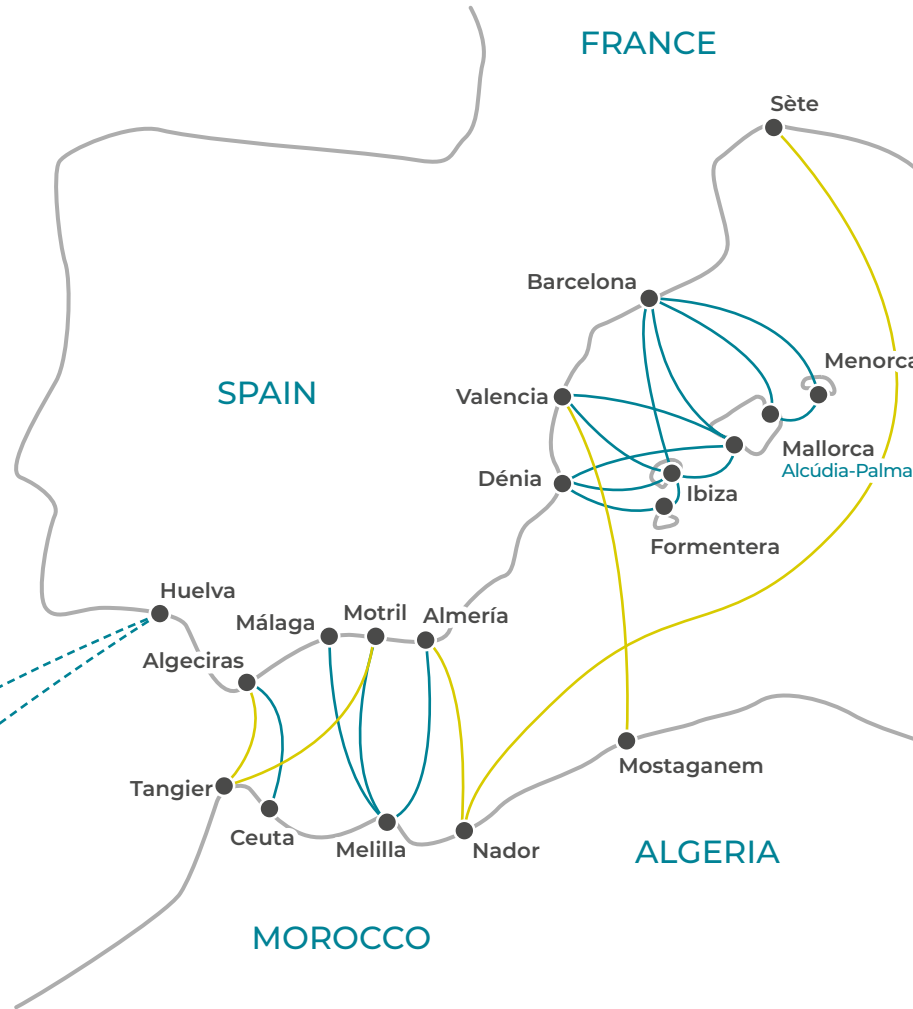 FRANCE
Sète
Barcelona
Menorca
SPAIN
Valencia
Mallorca
Alcúdia-Palma
Dénia
Ibiza
Formentera
Huelva
Málaga
Motril
Almería
Algeciras
Tangier
Mostaganem
Ceuta
Melilla
Nador
ALGERIA
MOROCCO